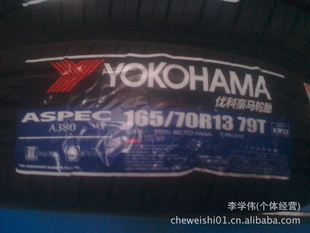 YOKOHAMA
优科豪马轮胎
ASPEC 165/70R13 79T
A380
STEEL BELTED RADIAL TUBELESS
李学伟(个体经营)
cheweishi01.cn.alibaba.com